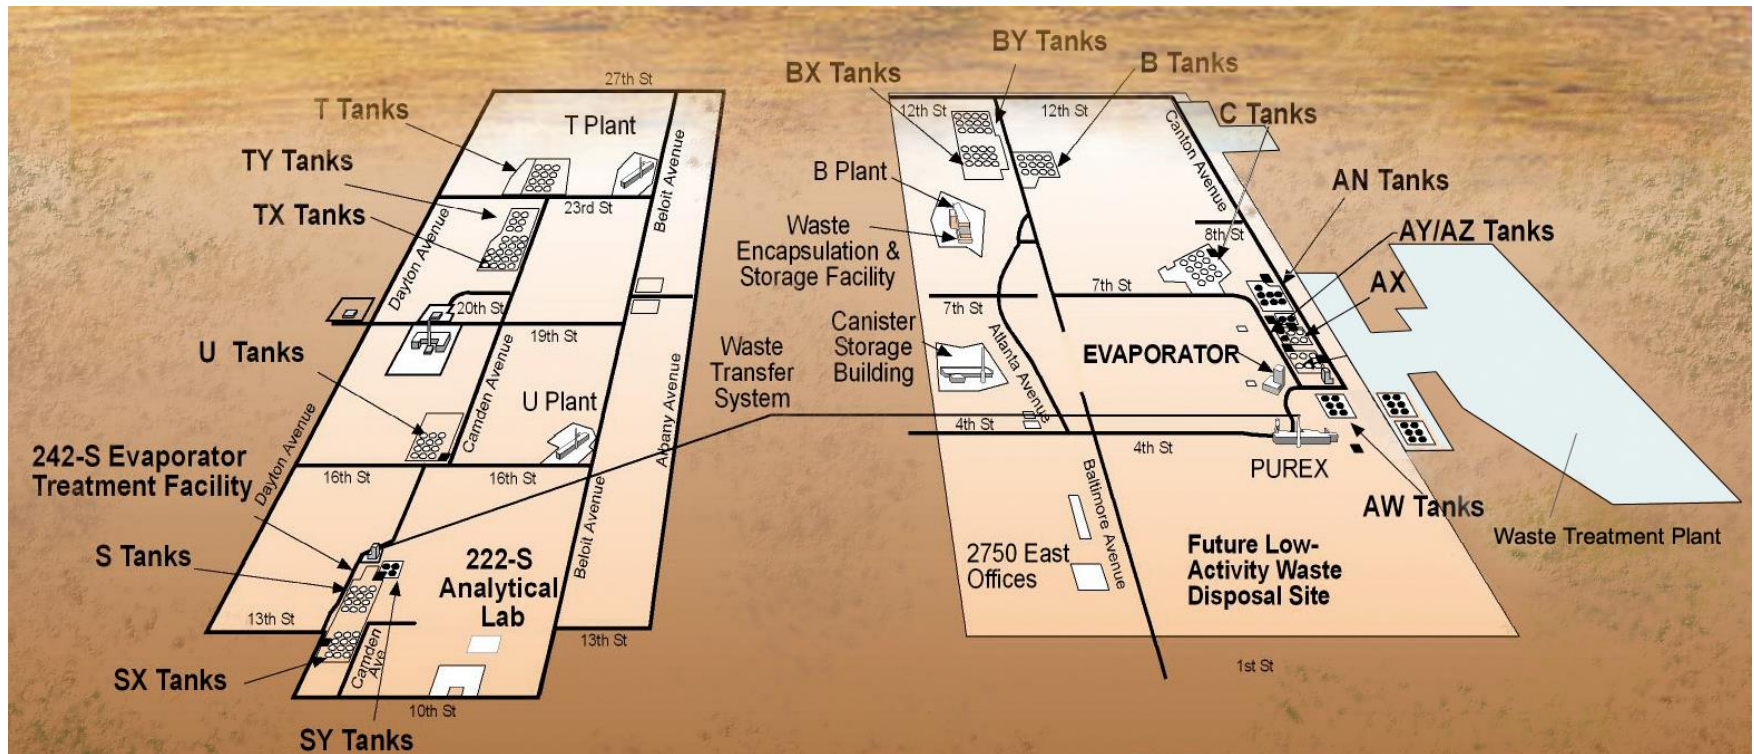 27th St
T Tanks
T Plant
TY Tanks
TX Tanks
23rd St
Beloit Avenue
Dayton Avenue
20th St
19th St
U Tanks
Camden Avenue
U Plant
Albany Avenue
242-S Evaporator
Treatment Facility
Dayton Avenue
16th St
16th St
Beloit Avenue
S Tanks
222-S
Analytical
Lab
13th St
13th St
Camden
Ave
SX Tanks
10th St
SY Tanks
Waste
Transfer
System
BY Tanks
BX Tanks
B Tanks
12th St
12th St
Canton Avenue
C Tanks
B Plant
AN Tanks
Waste
Encapsulation &
Storage Facility
8th St
AY/AZ Tanks
7th St
7th St
AX
Canister
Storage
Building
Atlanta Avenue
EVAPORATOR
4th St
4th St
PUREX
Baltimore Avenue
AW Tanks
Waste Treatment Plant
2750 East
Offices
Future Low-
Activity Waste
Disposal Site
1st St